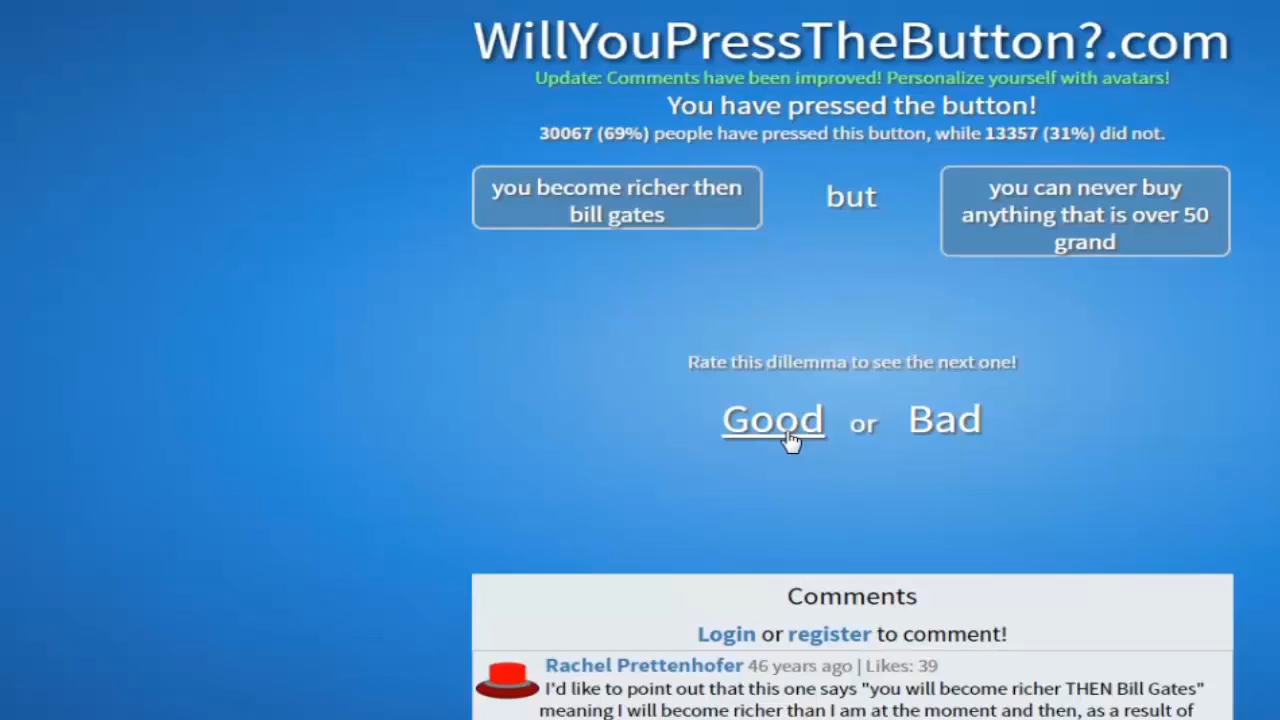 WillYouPressTheButton?.com
Update: Comments have been improved! Personalize yourself with avatars!
You have pressed the button!
30067 (69%) people have pressed this button, while 13357 (31%) did not.
you become richer then
bill gates
but
you can never buy
anything that is over 50
grand
Rate this dillemma to see the next one!
Good or Bad
Comments
Login or register to comment!
Rachel Prettenhofer 46 years ago | Likes: 39
I'd like to point out that this one says "you will become richer THEN Bill Gates"
meaning I will become richer than I am at the moment and then, as a result of